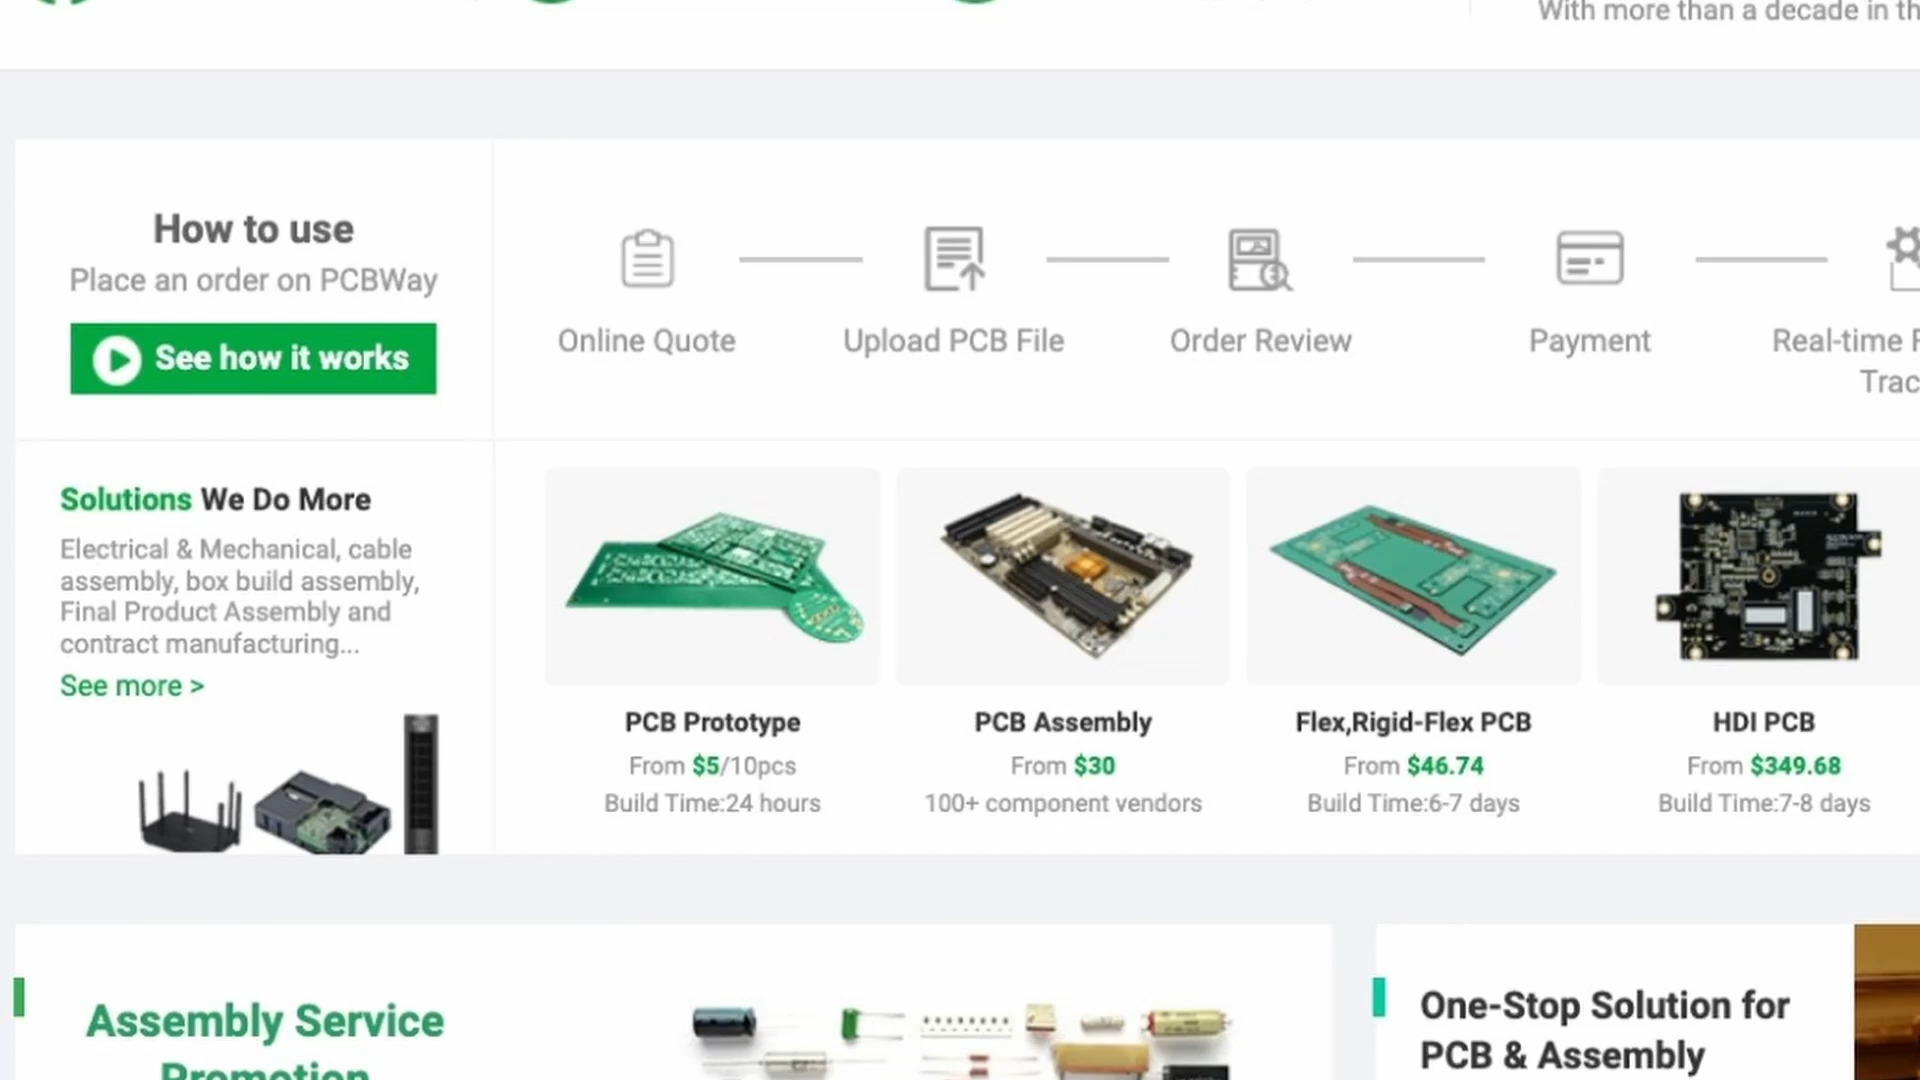 With more than a decade in
How to use
Place an order on PCBWay
See how it works
Online Quote
Upload PCB File
Order Review
Payment
Real-time
Solutions We Do More
Electrical & Mechanical, cable
assembly, box build assembly,
Final Product Assembly and
contract manufacturing...
See more >
PCB Prototype
From $5/10pcs
Build Time:24 hours
PCB Assembly
From $30
100+ component vendors
Flex,Rigid-Flex PCB
From $46.74
Build Time:6-7 days
HDI PCB
From $349.68
Build Time:7-8 days
Assembly Service
Promotion
One-Stop Solution for
PCB & Assembly